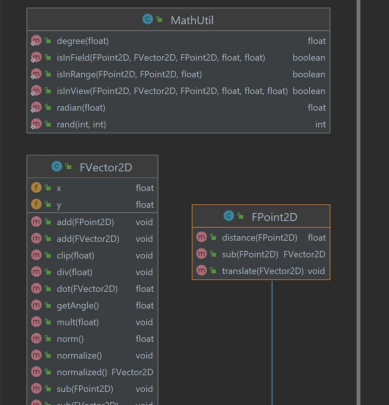 MathUtil
degree(float) float
isInField(FPoint2D, FVector2D, FPoint2D, float, float) boolean
isInRange(FPoint2D, FPoint2D, float) boolean
isInView(FPoint2D, FVector2D, FPoint2D, float, float, float) boolean
radian(float) float
rand(int, int) int
FVector2D
x float
y float
add(FPoint2D) void
add(FVector2D) void
clip(float) void
div(float) void
dot(FVector2D) float
getAngle() float
mult(float) void
norm() float
normalize() void
normalized() FVector2D
sub(FPoint2D) void
sub(FVector2D) void
FPoint2D
distance(FPoint2D) float
sub(FPoint2D) FVector2D
translate(FVector2D) void